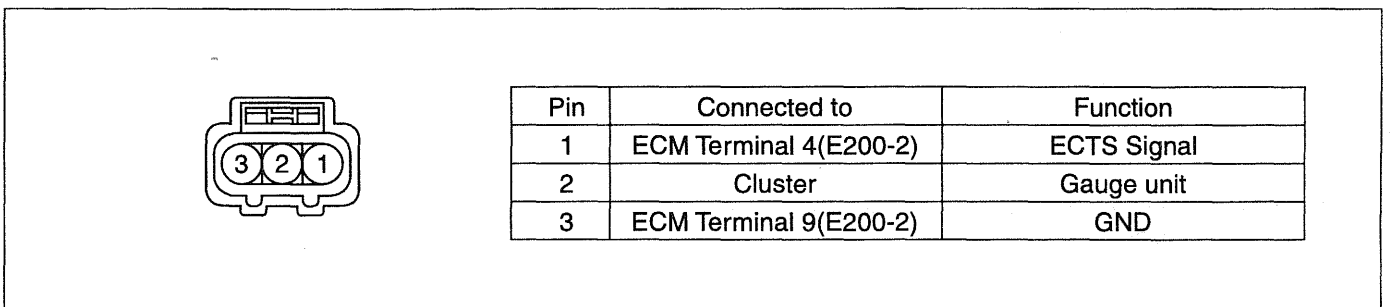 3 2 1
Pin Connected to Function
1 ECM Terminal 4(E200-2) ECTS Signal
2 Cluster Gauge unit
3 ECM Terminal 9(E200-2) GND